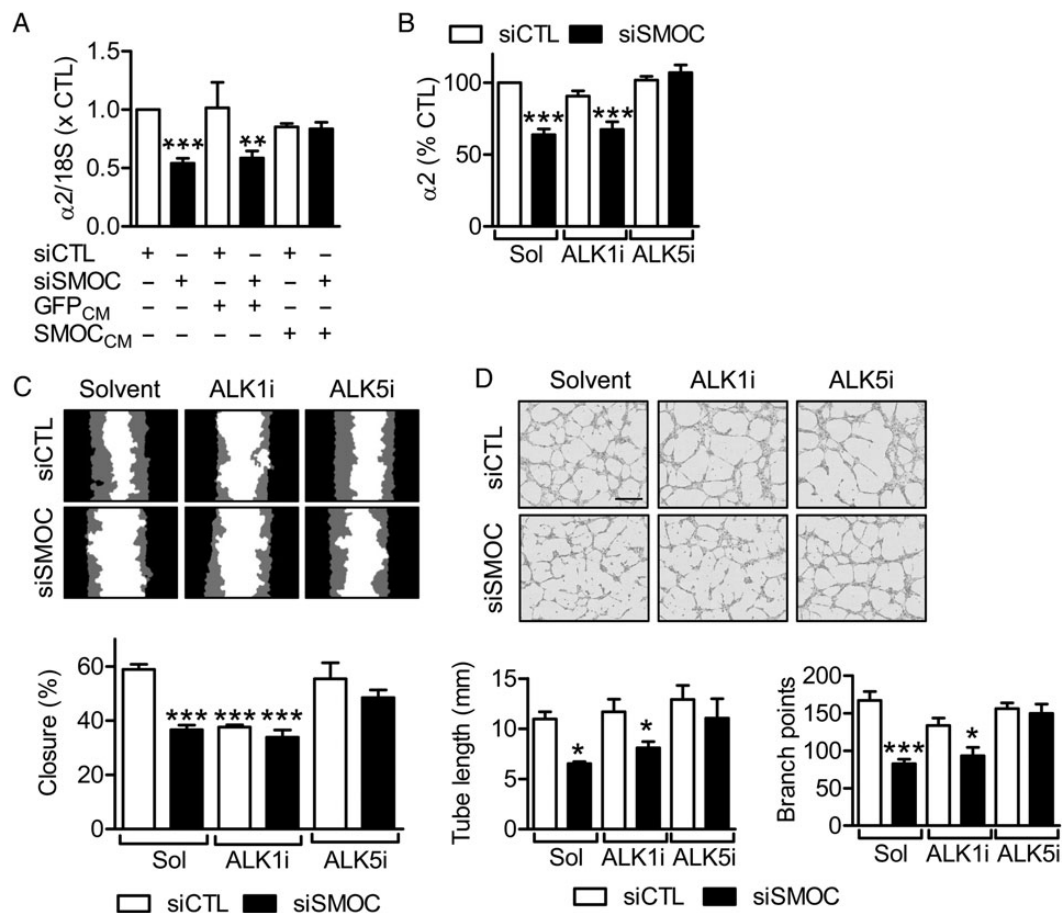 A
α2/18S (x CTL)
1.5
1.0
0.5
0.0
*** **
siCTL + – + – + –
siSMOC – + – + – +
GFPCM – – + + – –
SMOCCM – – – – + +
B
siCTL siSMOC
α2 (% CTL)
100
50
0
*** ***
Sol ALK1i ALK5i
C
Solvent ALK1i ALK5i
siCTL
siSMOC
Closure (%)
60
40
20
0
*** *** ***
Sol ALK1i ALK5i
siCTL siSMOC
D
Solvent ALK1i ALK5i
siCTL
siSMOC
Tube length (mm)
15
10
5
0
* *
Sol ALK1i ALK5i
Branch points
200
150
100
50
0
*** *
Sol ALK1i ALK5i
siCTL siSMOC